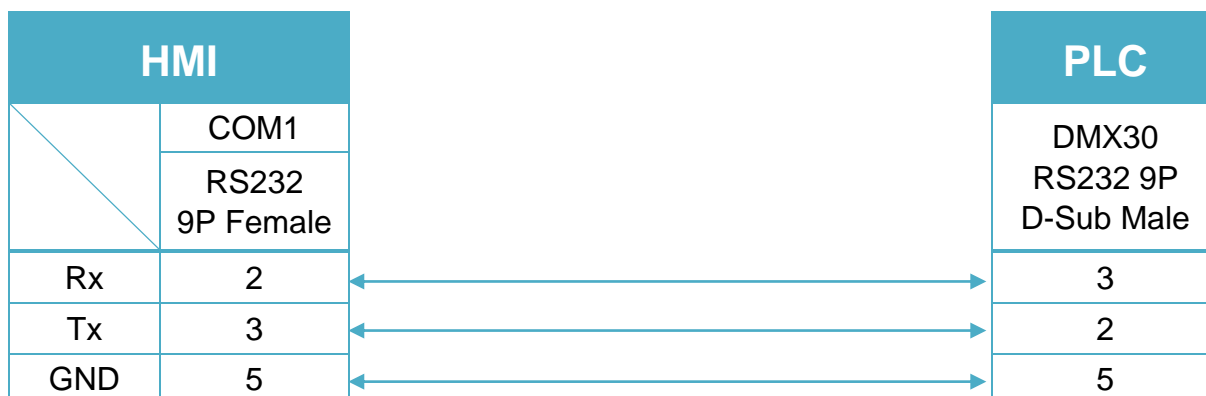 HMI
PLC
COM1
RS232
9P Female
DMX30
RS232 9P
D-Sub Male
Rx 2 3
Tx 3 2
GND 5 5